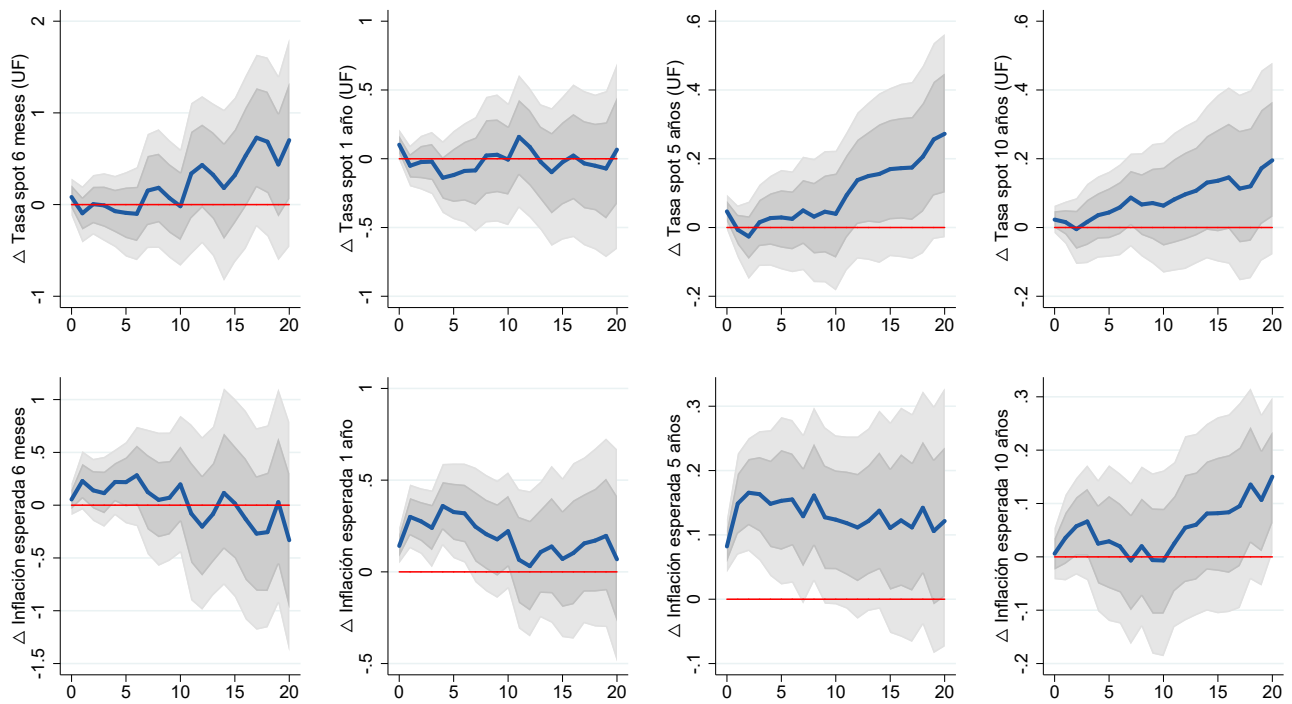 △ Tasa spot 6 meses (UF)
2
1
0
-1
0 5 10 15 20
△ Tasa spot 1 año (UF)
1
.5
0
-.5
-1
0 5 10 15 20
△ Tasa spot 5 años (UF)
.6
.4
.2
0
-.2
0 5 10 15 20
△ Tasa spot 10 años (UF)
.6
.4
.2
0
-.2
0 5 10 15 20
△ Inflación esperada 6 meses
1
.5
0
-.5
-1
-1.5
0 5 10 15 20
△ Inflación esperada 1 año
1
.5
0
-.5
0 5 10 15 20
△ Inflación esperada 5 años
.3
.2
.1
0
-.1
0 5 10 15 20
△ Inflación esperada 10 años
.3
.2
.1
0
-.1
-.2
0 5 10 15 20